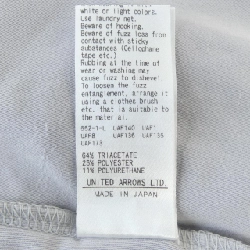 white or light colors.
Use laundry net.
Beware of hooking.
Beware of fuzz loss from
contact with sticky
substances (Cellophane
tape etc.)
Rubbing at the time of
wear or washing may
cause fuzz to dishevel.
To loosen the fuzz
entanglement, arrange it
using a clothes brush
etc. that is suitable to
the material.
UAF140
UAF173
64% TRIACETATE
25% POLYESTER
11% POLYURETHANE
UNITED ARROWS LTD.
MADE IN JAPAN